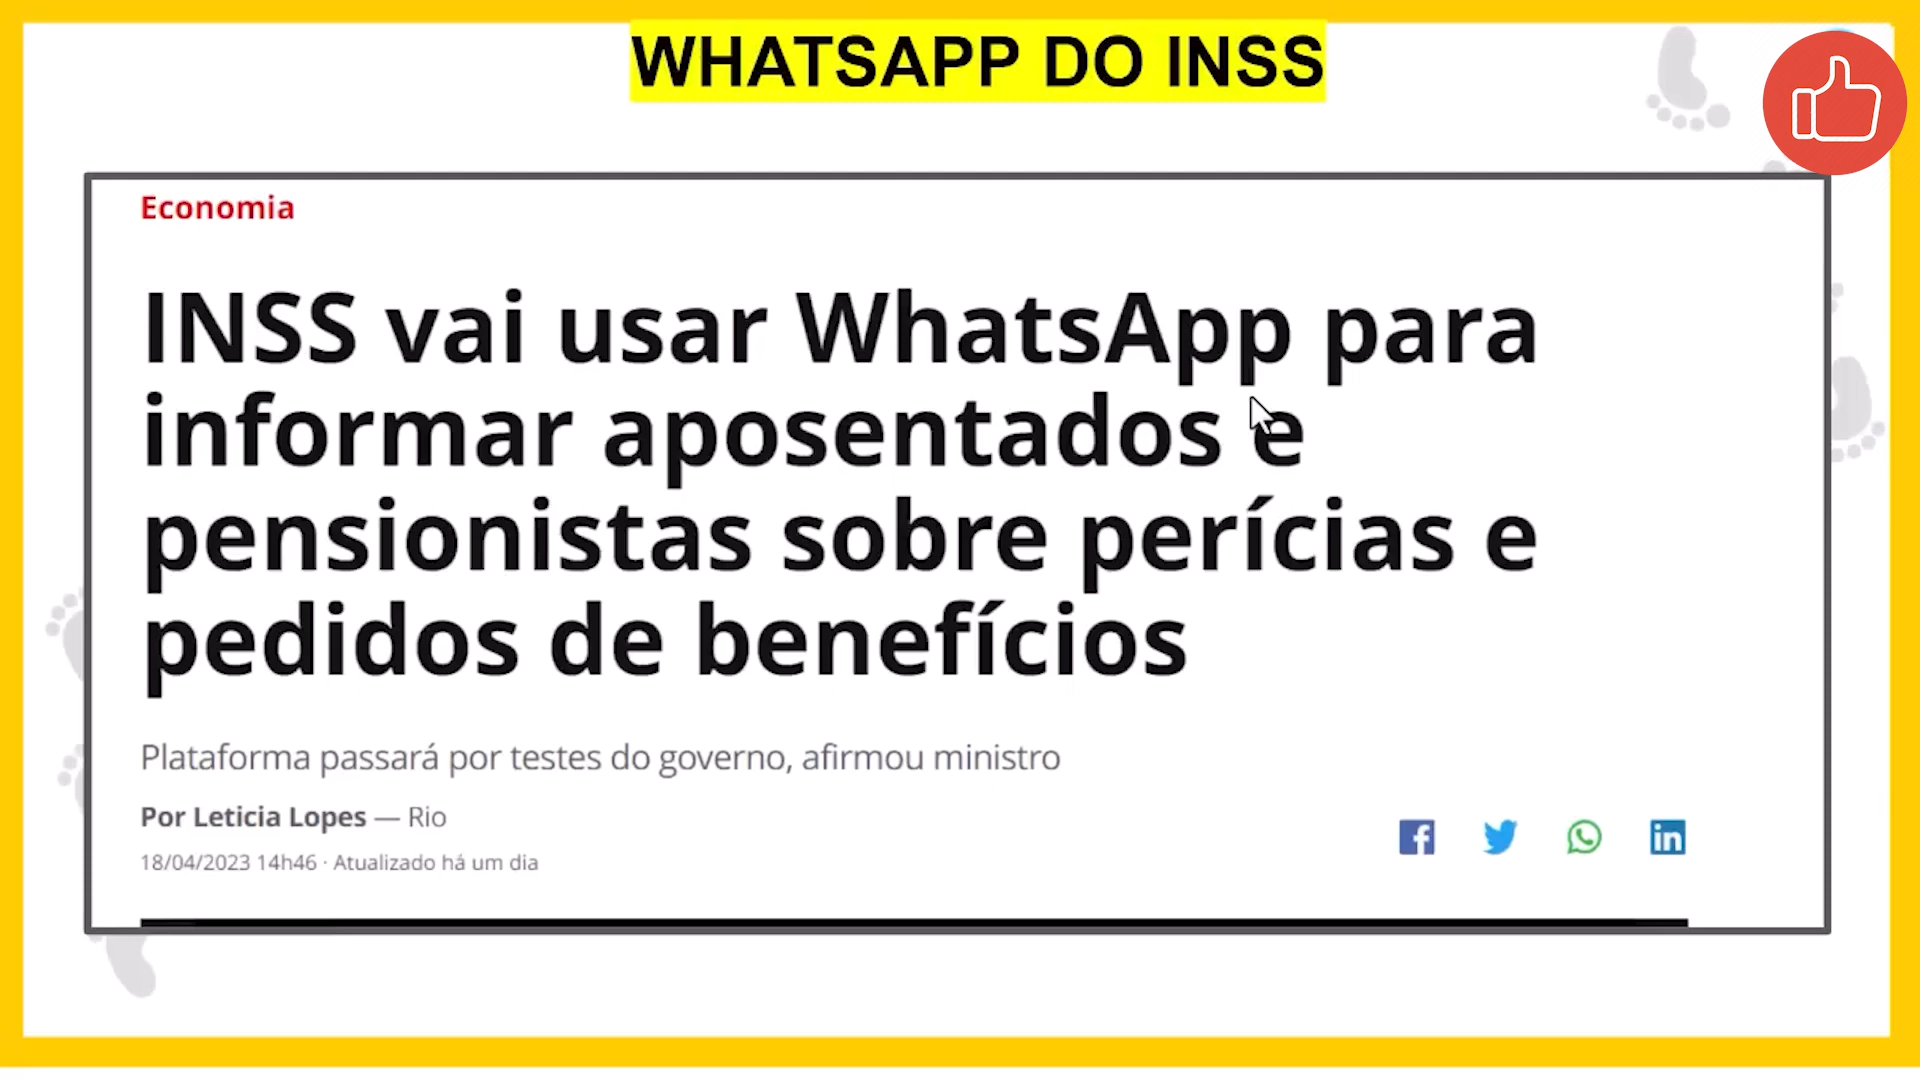 WHATSAPP DO INSS
Economia
INSS vai usar WhatsApp para
informar aposentados e
pensionistas sobre perícias e
pedidos de benefícios
Plataforma passará por testes do governo, afirmou ministro
Por Leticia Lopes — Rio
18/04/2023 14h46 · Atualizado há um dia